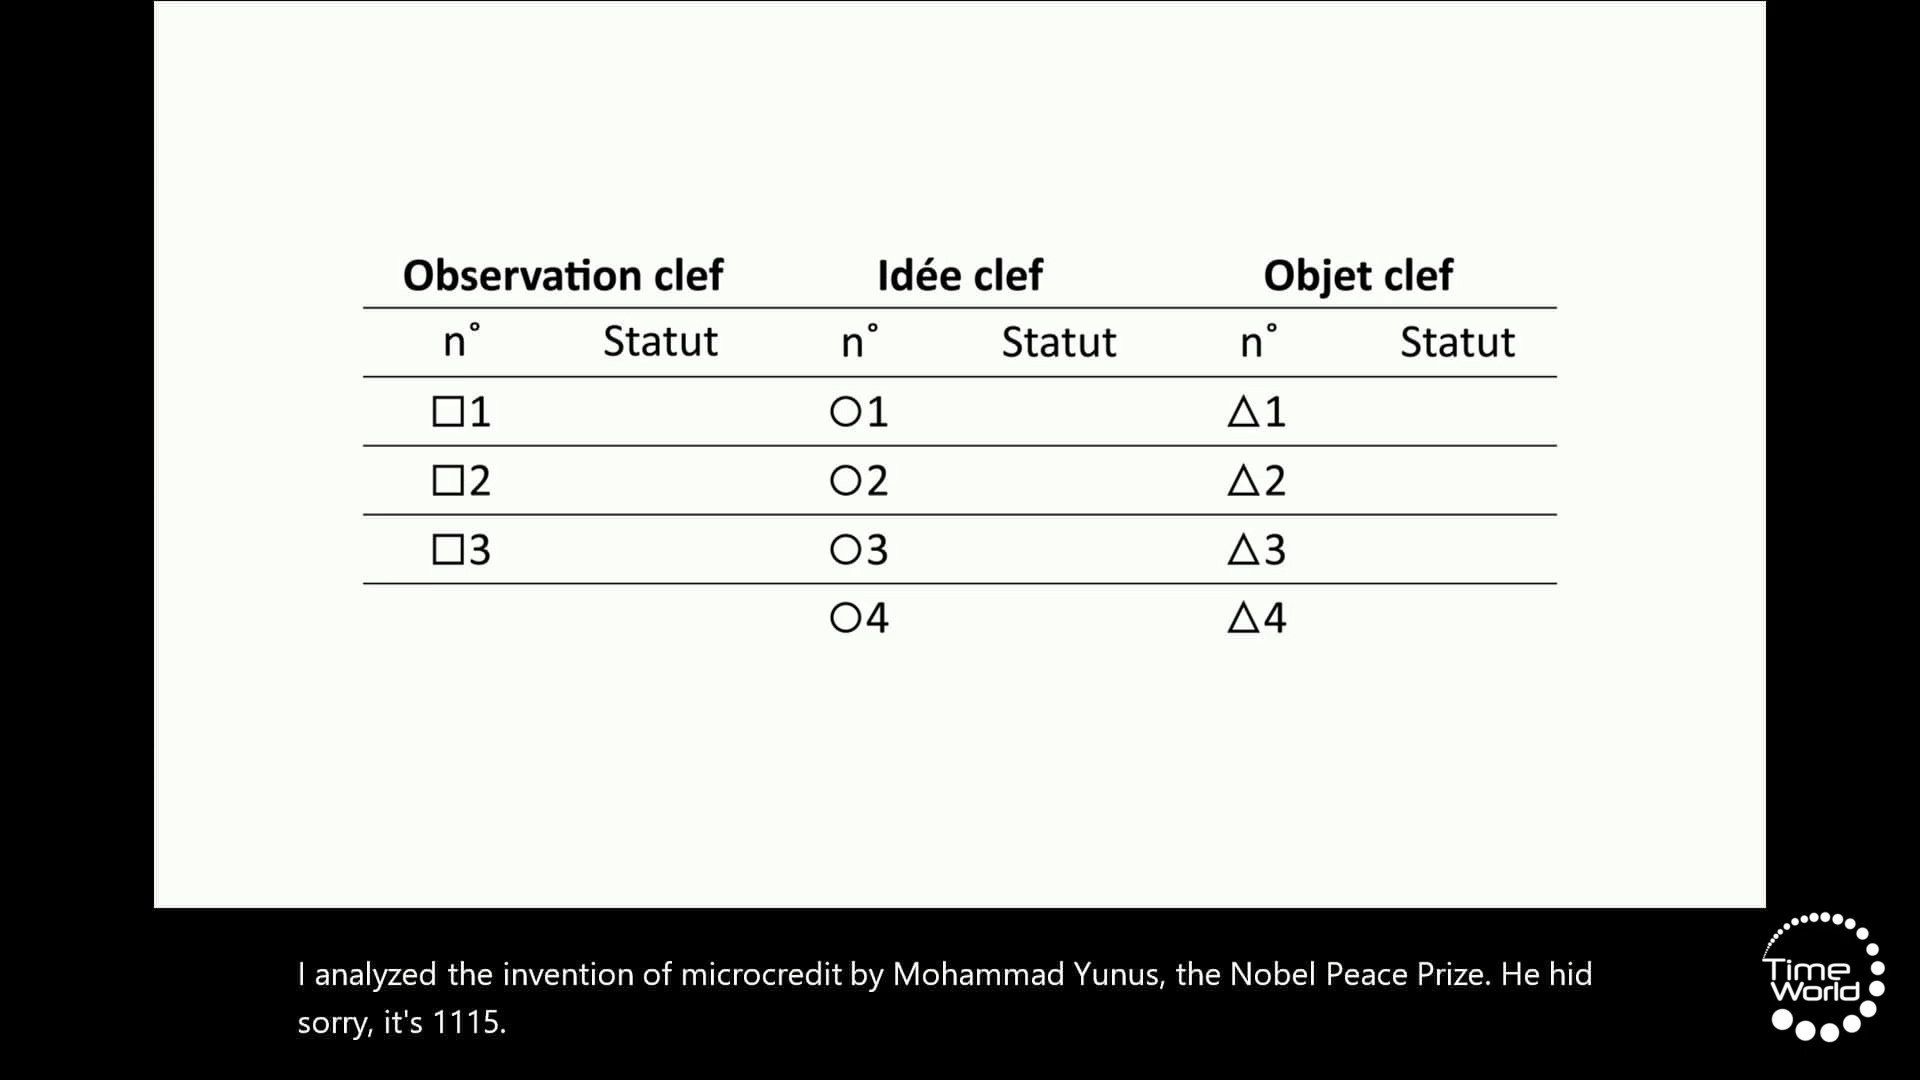 Observation clef Idée clef Objet clef
n° Statut n° Statut n° Statut
□1 ○1 △1
□2 ○2 △2
□3 ○3 △3
○4 △4
I analyzed the invention of microcredit by Mohammad Yunus, the Nobel Peace Prize. He hid
sorry, it's 1115.
Time
World